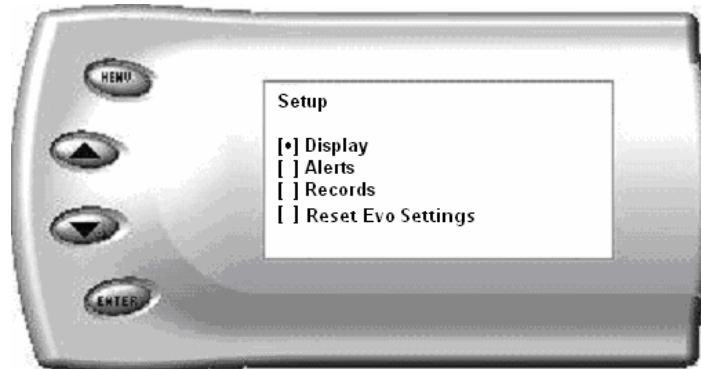 MENU
Setup
[•] Display
[ ] Alerts
[ ] Records
[ ] Reset Evo Settings
ENTER